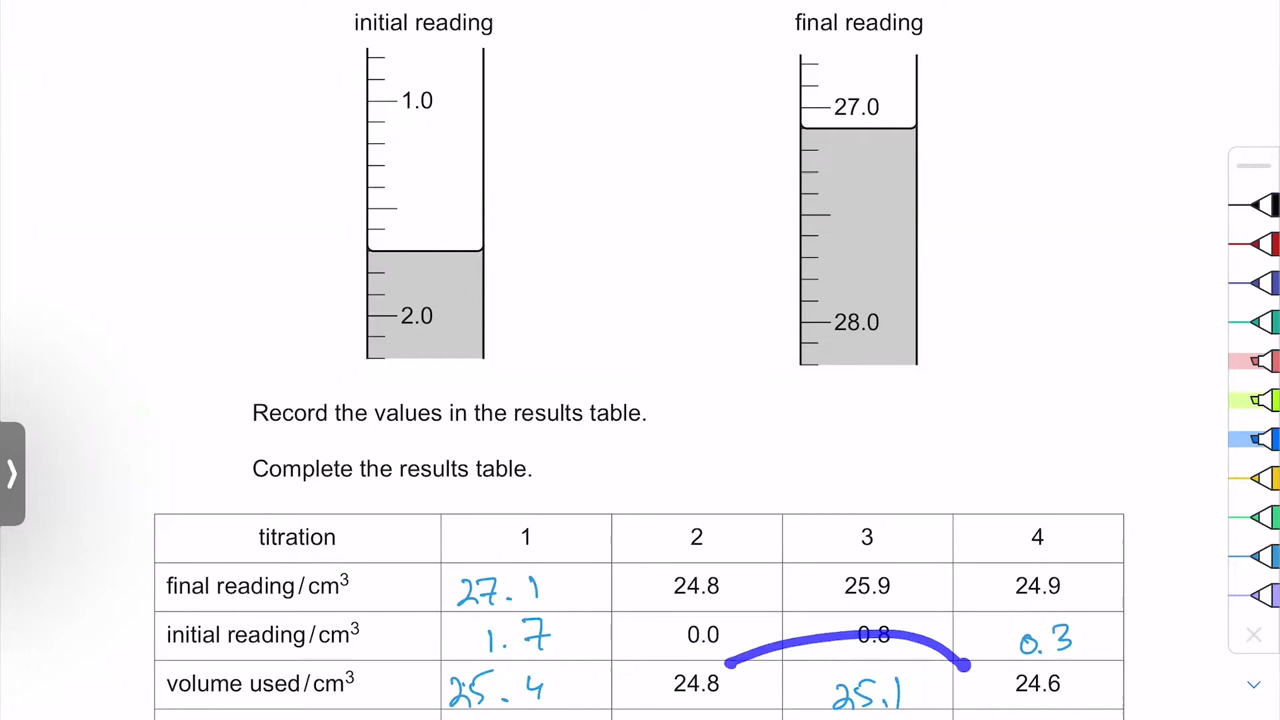 initial reading final reading
1.0 27.0
2.0 28.0
Record the values in the results table.
Complete the results table.
titration 1 2 3 4
final reading/cm³ 27.1 24.8 25.9 24.9
initial reading/cm³ 1.7 0.0 0.8 0.3
volume used/cm³ 25.4 24.8 25.1 24.6